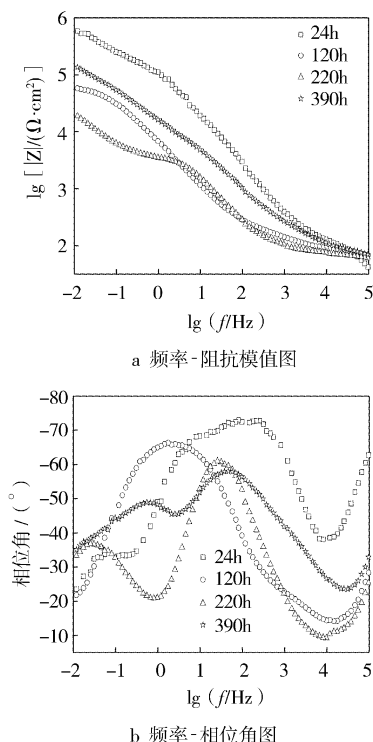 6
5
4
3
2
lg [ |Z|/(Ω·cm²) ]
24h
120h
220h
390h
-2 -1 0 1 2 3 4 5
lg (f/Hz)
a 频率-阻抗模值图
-80
-70
-60
-50
-40
-30
-20
-10
相位角/(°)
24h
120h
220h
390h
-2 -1 0 1 2 3 4 5
lg (f/Hz)
b 频率-相位角图